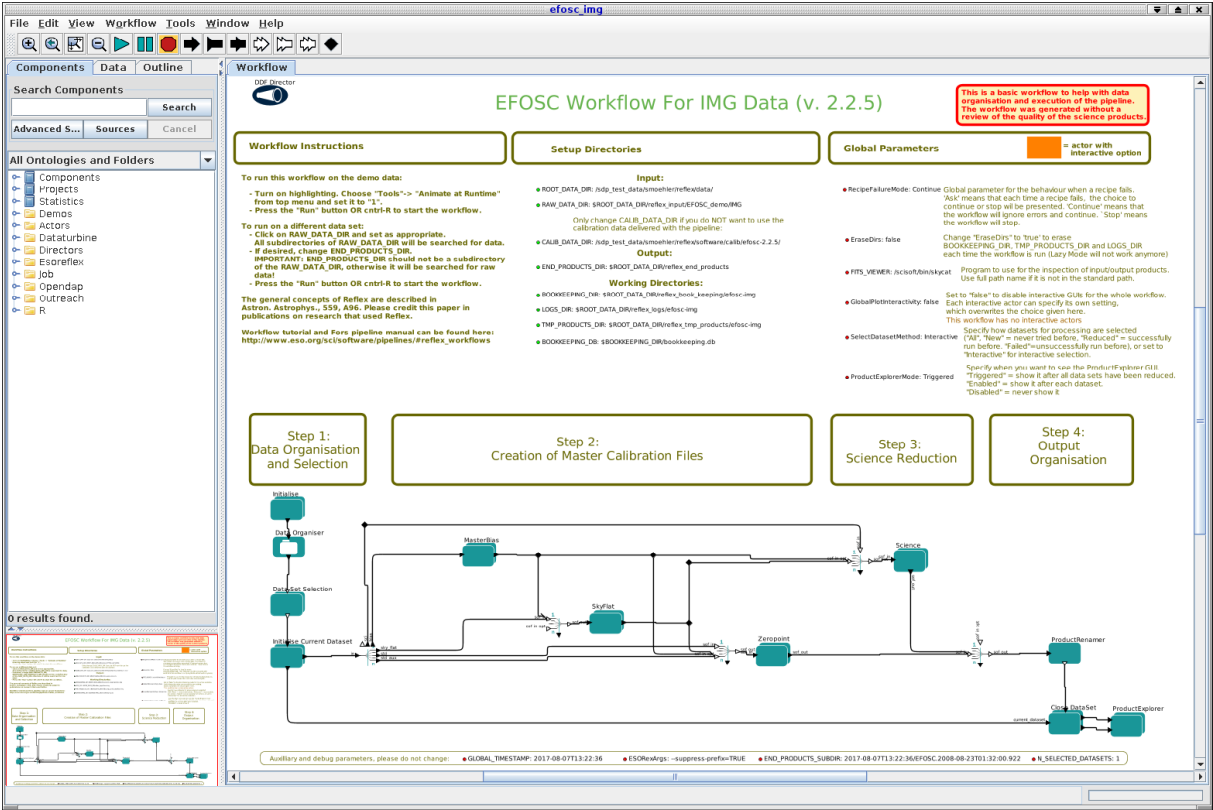 efosc_img
File Edit View Workflow Tools Window Help
Components Data Outline
Workflow
Search Components
Search
Advanced S... Sources Cancel
All Ontologies and Folders
Components
Projects
Statistics
Demos
Actors
Dataturbine
Directors
Esoreflex
Job
Opendap
Outreach
R
0 results found.
DDF Director
EFOSC Workflow For IMG Data (v. 2.2.5)
This is a basic workflow to help with data
organisation and execution of the pipeline.
The workflow was generated without a
review of the quality of the science products.
Workflow Instructions
To run this workflow on the demo data:
- Turn on highlighting. Choose "Tools"-> "Animate at Runtime"
from top menu and set it to "1".
- Press the "Run" button OR cntrl-R to start the workflow.
To run on a different data set:
- Click on RAW_DATA_DIR and set as appropriate.
All subdirectories of RAW_DATA_DIR will be searched for data.
- If desired, change END_PRODUCTS_DIR.
IMPORTANT: END_PRODUCTS_DIR should not be a subdirectory
of the RAW_DATA_DIR, otherwise it will be searched for raw
data!
- Press the "Run" button OR cntrl-R to start the workflow.
The general concepts of Reflex are described in
Astron. Astrophys., 559, A96. Please credit this paper in
publications on research that used Reflex.
Workflow tutorial and Fors pipeline manual can be found here:
http://www.eso.org/sci/software/pipelines/#reflex_workflows
Setup Directories
Input:
ROOT_DATA_DIR: /sdp_test_data/smoehler/reflex/data/
RAW_DATA_DIR: $ROOT_DATA_DIR/reflex_input/EFOSC_demo/IMG
Only change CALIB_DATA_DIR if you do NOT want to use the
calibration data delivered with the pipeline:
CALIB_DATA_DIR: /sdp_test_data/smoehler/reflex/software/calib/efosc-2.2.5/
Output:
END_PRODUCTS_DIR: $ROOT_DATA_DIR/reflex_end_products
Working Directories:
BOOKKEEPING_DIR: $ROOT_DATA_DIR/reflex_book_keeping/efosc-img
LOGS_DIR: $ROOT_DATA_DIR/reflex_logs/efosc-img
TMP_PRODUCTS_DIR: $ROOT_DATA_DIR/reflex_tmp_products/efosc-img
BOOKKEEPING_DB: $BOOKKEEPING_DIR/bookkeeping.db
Global Parameters
= actor with
interactive option
RecipeFailureMode: Continue
Global parameter for the behaviour when a recipe fails.
'Ask' means that each time a recipe fails, the choice to
continue or stop will be presented. 'Continue' means that
the workflow will ignore errors and continue. `Stop' means
the workflow will stop.
EraseDirs: false
Change "EraseDirs" to 'true' to erase
BOOKKEEPING_DIR, TMP_PRODUCTS_DIR and LOGS_DIR
each time the workflow is run (Lazy Mode will not work anymore)
FITS_VIEWER: /scisoft/bin/skycat
Program to use for the inspection of input/output products.
Use full path name if it is not in the standard path.
GlobalPlotInteractivity: false
Set to "false" to disable interactive GUIs for the whole workflow.
Each interactive actor can specify its own setting,
which overwrites the choice given here.
This workflow has no interactive actors
SelectDatasetMethod: Interactive
Specify how datasets for processing are selected
("All", "New" = never tried before, "Reduced" = successfully
run before. "Failed"=unsuccessfully run before), or set to
"Interactive" for interactive selection.
ProductExplorerMode: Triggered
Specify when you want to see the ProductExplorer GUI
"Triggered" = show it after all data sets have been reduced.
"Enabled" = show it after each dataset.
"Disabled" = never show it
Step 1:
Data Organisation
and Selection
Step 2:
Creation of Master Calibration Files
Step 3:
Science Reduction
Step 4:
Output
Organisation
Initialise
Data Organiser
DataSet Selection
Initialise Current Dataset
MasterBias
SkyFlat
Zeropoint
Science
ProductRenamer
Close DataSet
ProductExplorer
current_dataset
Auxiliary and debug parameters, please do not change:
GLOBAL_TIMESTAMP: 2017-08-07T13:22:36
ESORexArgs: --suppress-prefix=TRUE
END_PRODUCTS_SUBDIR: 2017-08-07T13:22:36/EFOSC.2008-08-23T01:32:00.922
N_SELECTED_DATASETS: 1